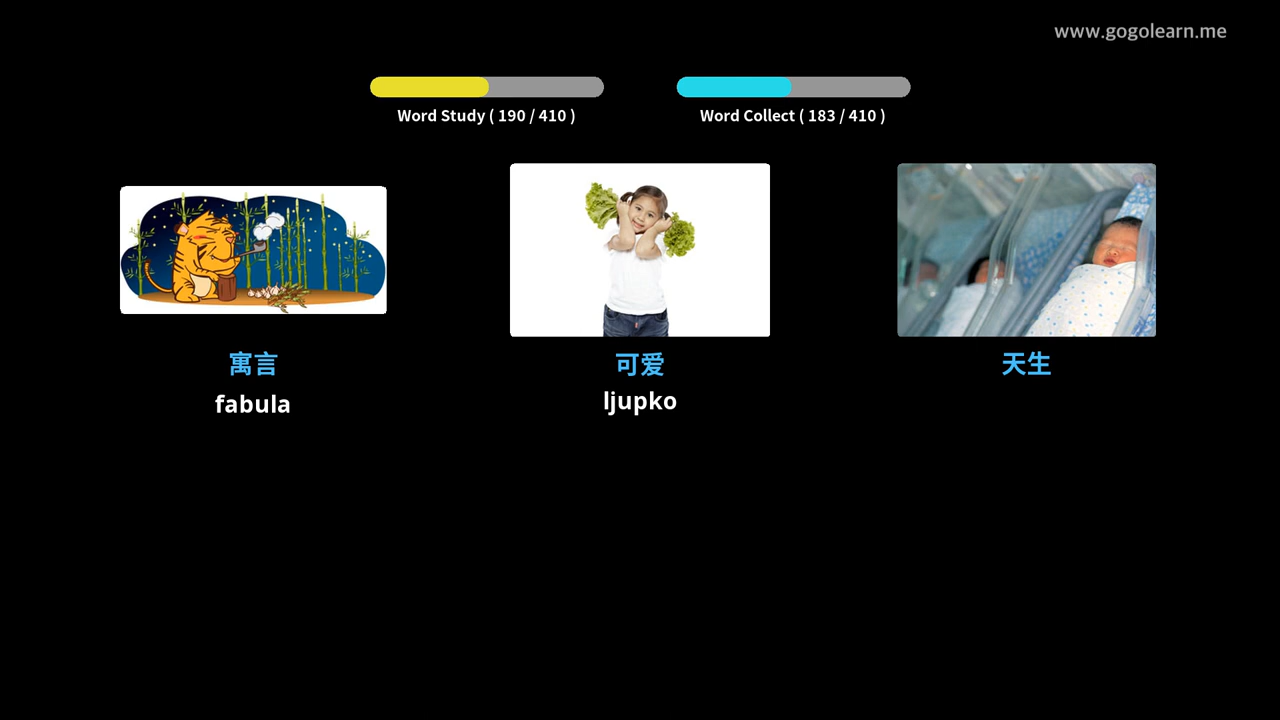 www.gogolearn.me
Word Study ( 190 / 410 )
Word Collect ( 183 / 410 )
寓言
可爱
天生
fabula
ljupko